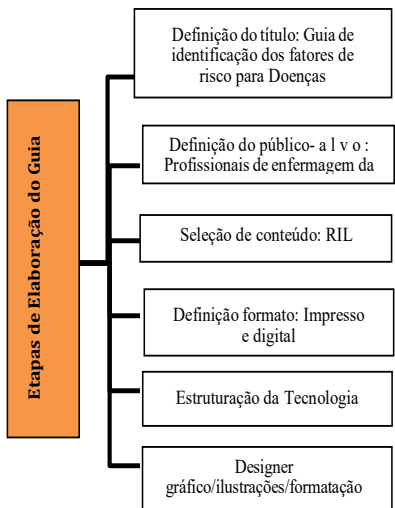 Etapas de Elaboração do Guia
Definição do título: Guia de
identificação dos fatores de
risco para Doenças
Definição do público- a l v o :
Profissionais de enfermagem da
Seleção de conteúdo: RIL
Definição formato: Impresso
e digital
Estruturação da Tecnologia
Designer
gráfico/ilustrações/formatação